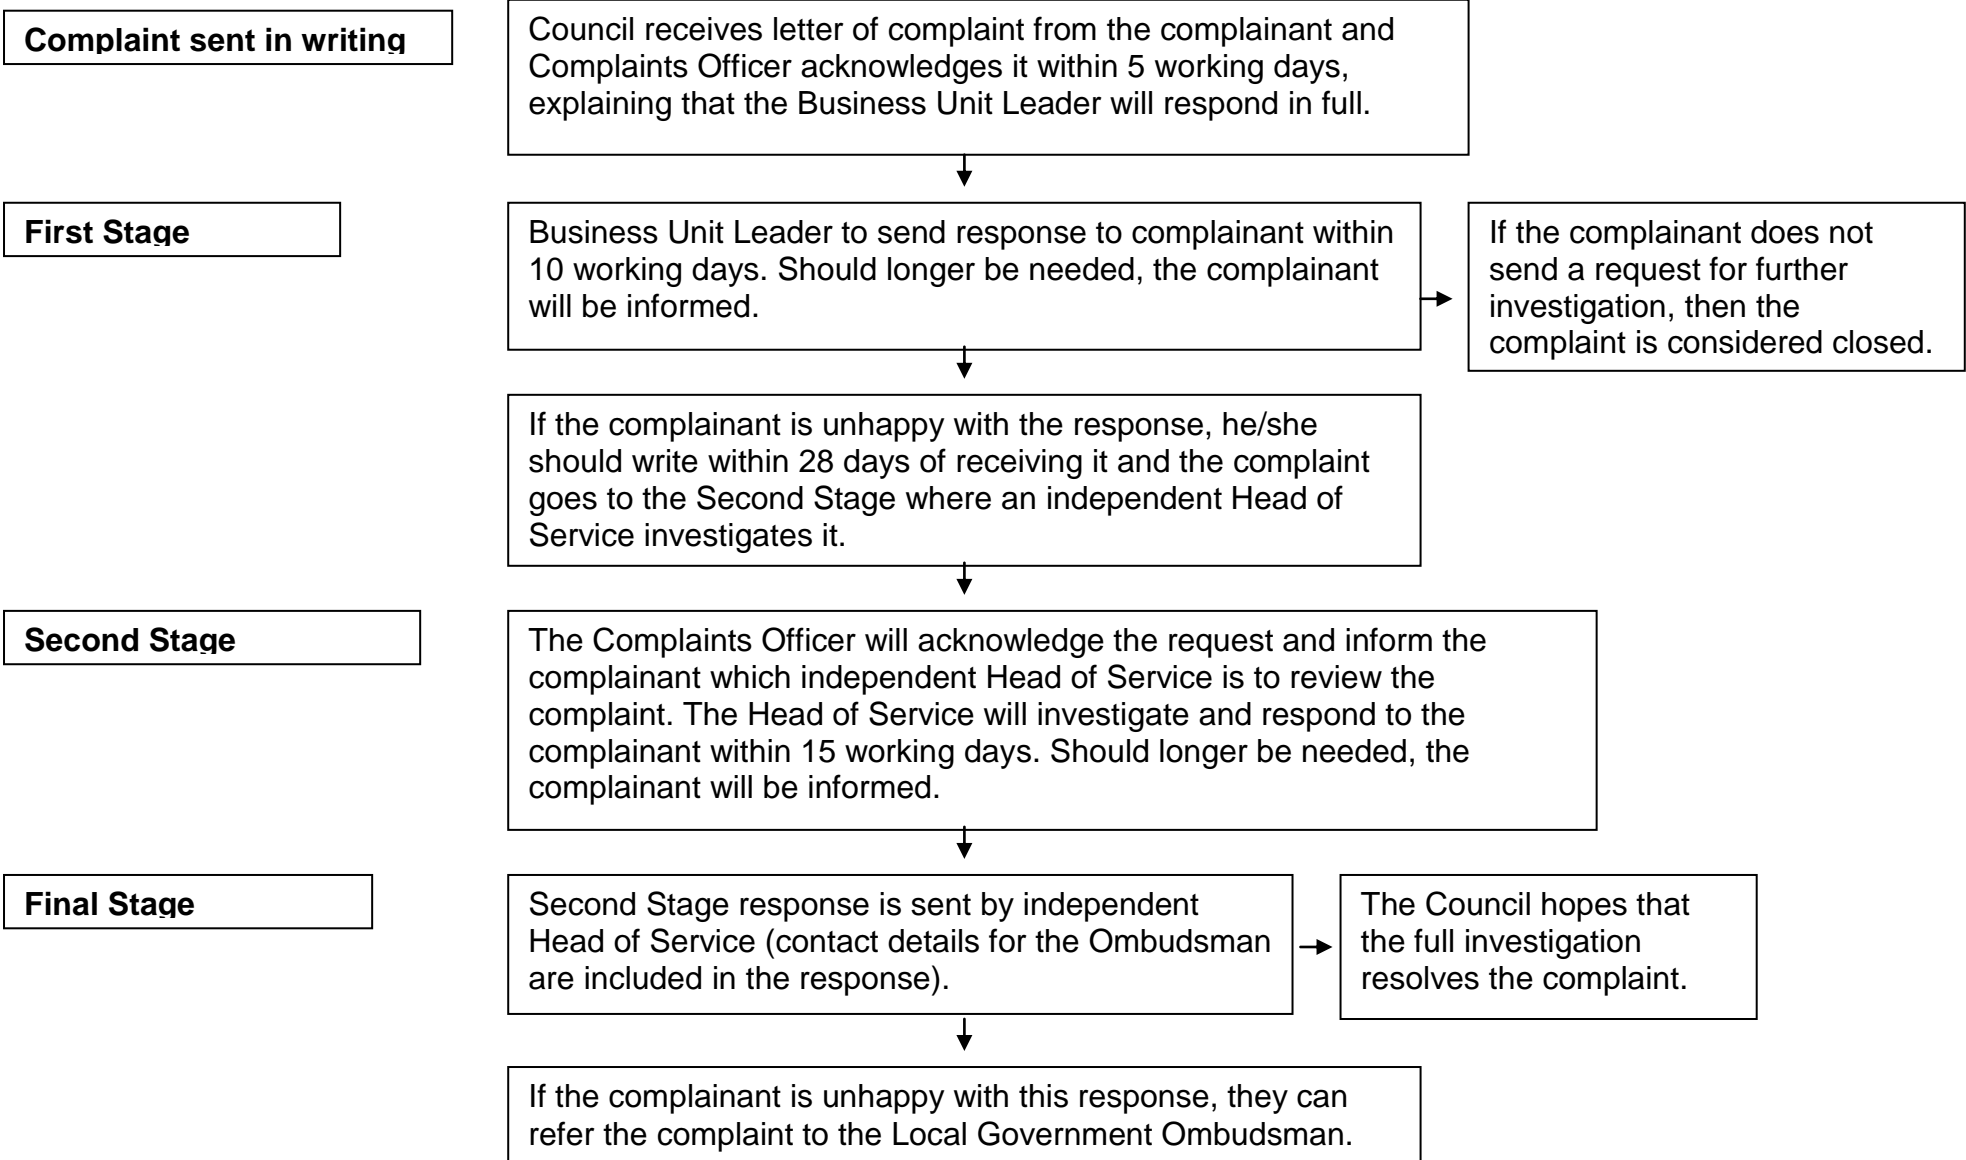 Complaint sent in writing
Council receives letter of complaint from the complainant and
Complaints Officer acknowledges it within 5 working days,
explaining that the Business Unit Leader will respond in full.
First Stage
Business Unit Leader to send response to complainant within
10 working days. Should longer be needed, the complainant
will be informed.
If the complainant does not
send a request for further
investigation, then the
complaint is considered closed.
If the complainant is unhappy with the response, he/she
should write within 28 days of receiving it and the complaint
goes to the Second Stage where an independent Head of
Service investigates it.
Second Stage
The Complaints Officer will acknowledge the request and inform the
complainant which independent Head of Service is to review the
complaint. The Head of Service will investigate and respond to the
complainant within 15 working days. Should longer be needed, the
complainant will be informed.
Final Stage
Second Stage response is sent by independent
Head of Service (contact details for the Ombudsman
are included in the response).
The Council hopes that
the full investigation
resolves the complaint.
If the complainant is unhappy with this response, they can
refer the complaint to the Local Government Ombudsman.